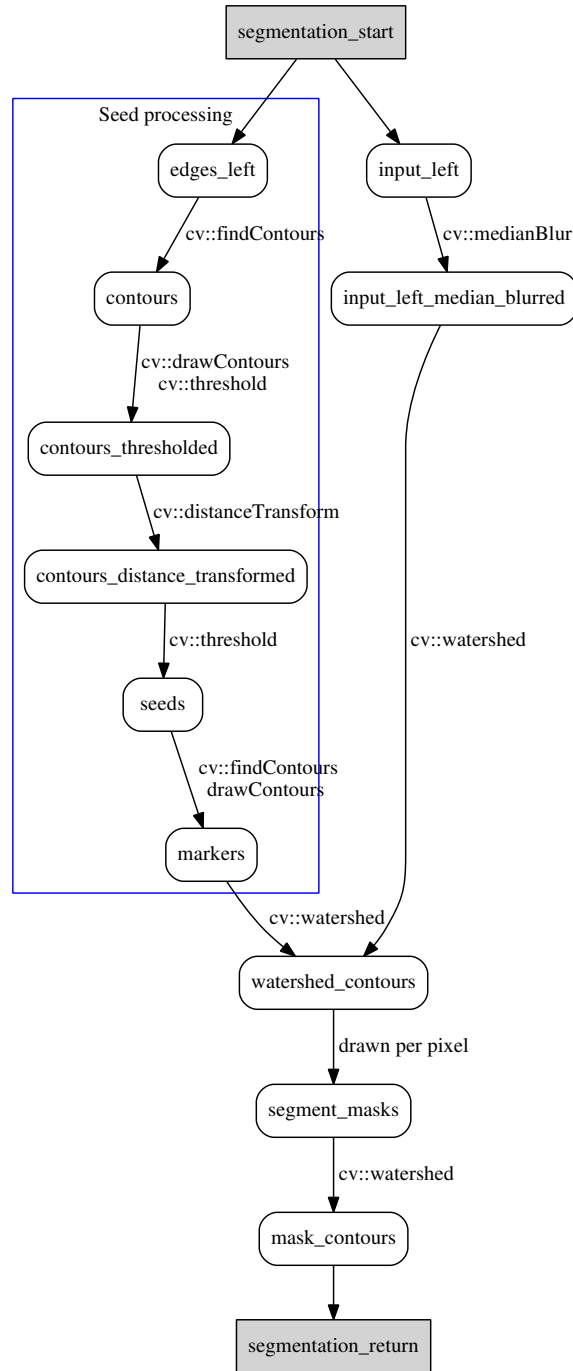 segmentation_start
Seed processing
edges_left
input_left
cv::findContours
cv::medianBlur
contours
input_left_median_blurred
cv::drawContours
cv::threshold
contours_thresholded
cv::distanceTransform
contours_distance_transformed
cv::threshold
cv::watershed
seeds
cv::findContours
drawContours
markers
cv::watershed
watershed_contours
drawn per pixel
segment_masks
cv::watershed
mask_contours
segmentation_return